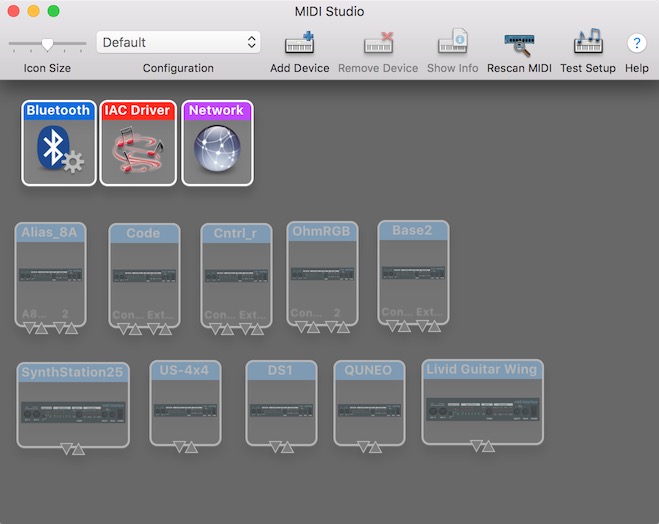 MIDI Studio
Default
Icon Size
Configuration
Add Device
Remove Device
Show Info
Rescan MIDI
Test Setup
?
Help
Bluetooth
IAC Driver
Network
Alias_8A
Code
Cntrl_r
OhmRGB
Base2
A8... 2
Con... Ext...
Con... Ext...
Con... 2
Con... Ext...
SynthStation25
US-4x4
DS1
QUNEO
Livid Guitar Wing